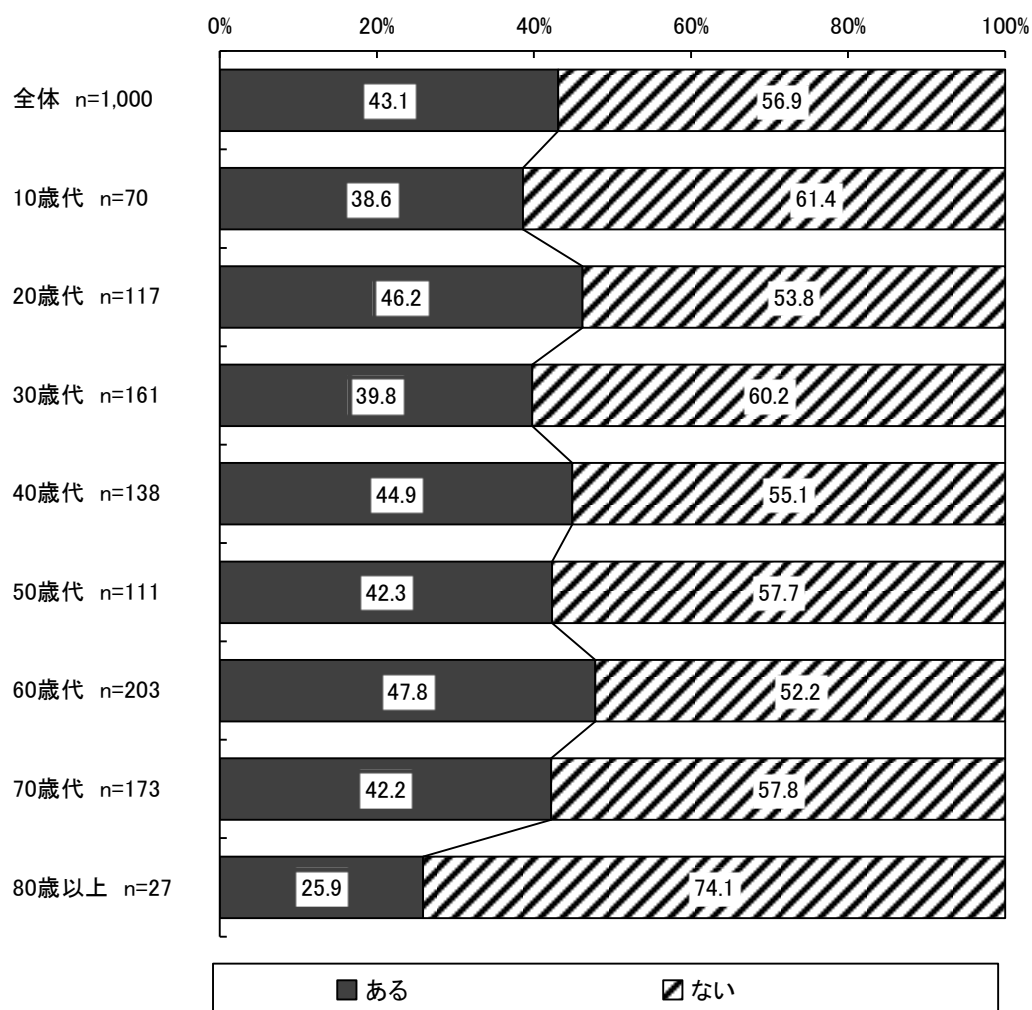 0% 20% 40% 60% 80% 100%
全体 n=1,000 43.1 56.9
10歳代 n=70 38.6 61.4
20歳代 n=117 46.2 53.8
30歳代 n=161 39.8 60.2
40歳代 n=138 44.9 55.1
50歳代 n=111 42.3 57.7
60歳代 n=203 47.8 52.2
70歳代 n=173 42.2 57.8
80歳以上 n=27 25.9 74.1
ある ない